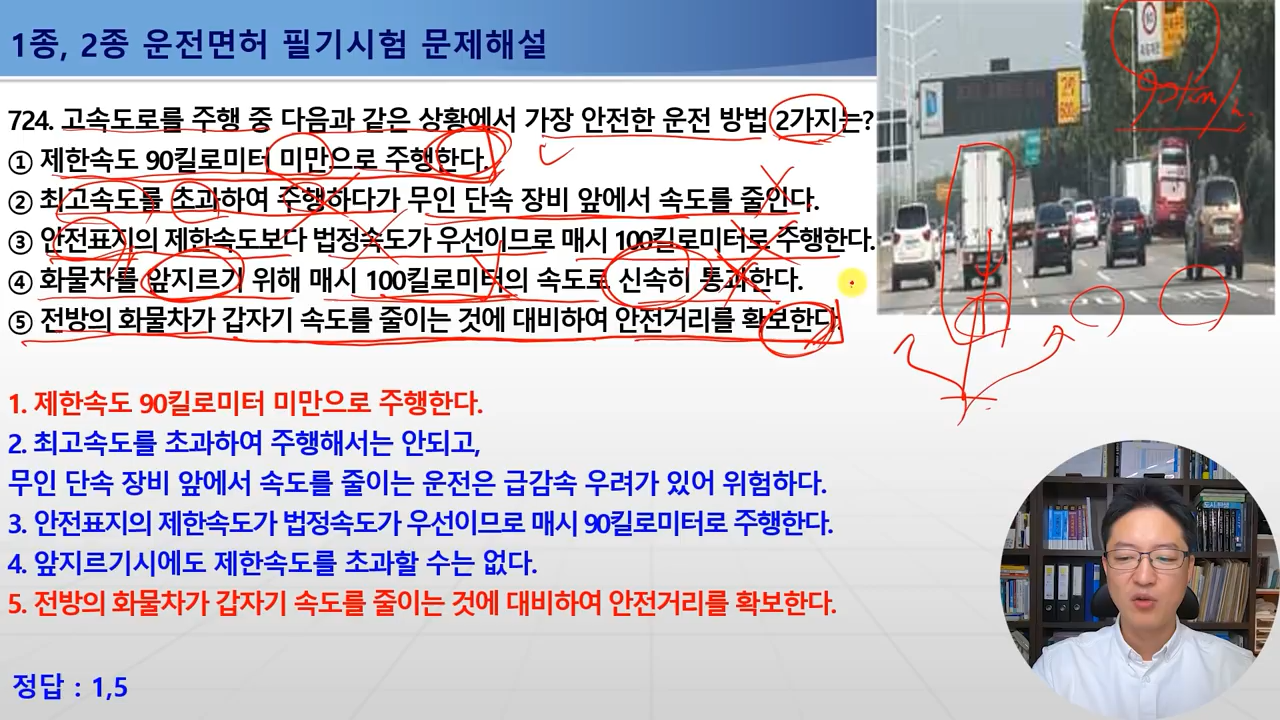 1종, 2종 운전면허 필기시험 문제해설
724. 고속도로를 주행 중 다음과 같은 상황에서 가장 안전한 운전 방법 2가지는?
① 제한속도 90킬로미터 미만으로 주행한다.
② 최고속도를 초과하여 주행하다가 무인 단속 장비 앞에서 속도를 줄인다.
③ 안전표지의 제한속도보다 법정속도가 우선이므로 매시 100킬로미터로 주행한다.
④ 화물차를 앞지르기 위해 매시 100킬로미터의 속도로 신속히 통과한다.
⑤ 전방의 화물차가 갑자기 속도를 줄이는 것에 대비하여 안전거리를 확보한다.
1. 제한속도 90킬로미터 미만으로 주행한다.
2. 최고속도를 초과하여 주행해서는 안되고,
무인 단속 장비 앞에서 속도를 줄이는 운전은 급감속 우려가 있어 위험하다.
3. 안전표지의 제한속도가 법정속도가 우선이므로 매시 90킬로미터로 주행한다.
4. 앞지르기시에도 제한속도를 초과할 수는 없다.
5. 전방의 화물차가 갑자기 속도를 줄이는 것에 대비하여 안전거리를 확보한다.
정답 : 1,5